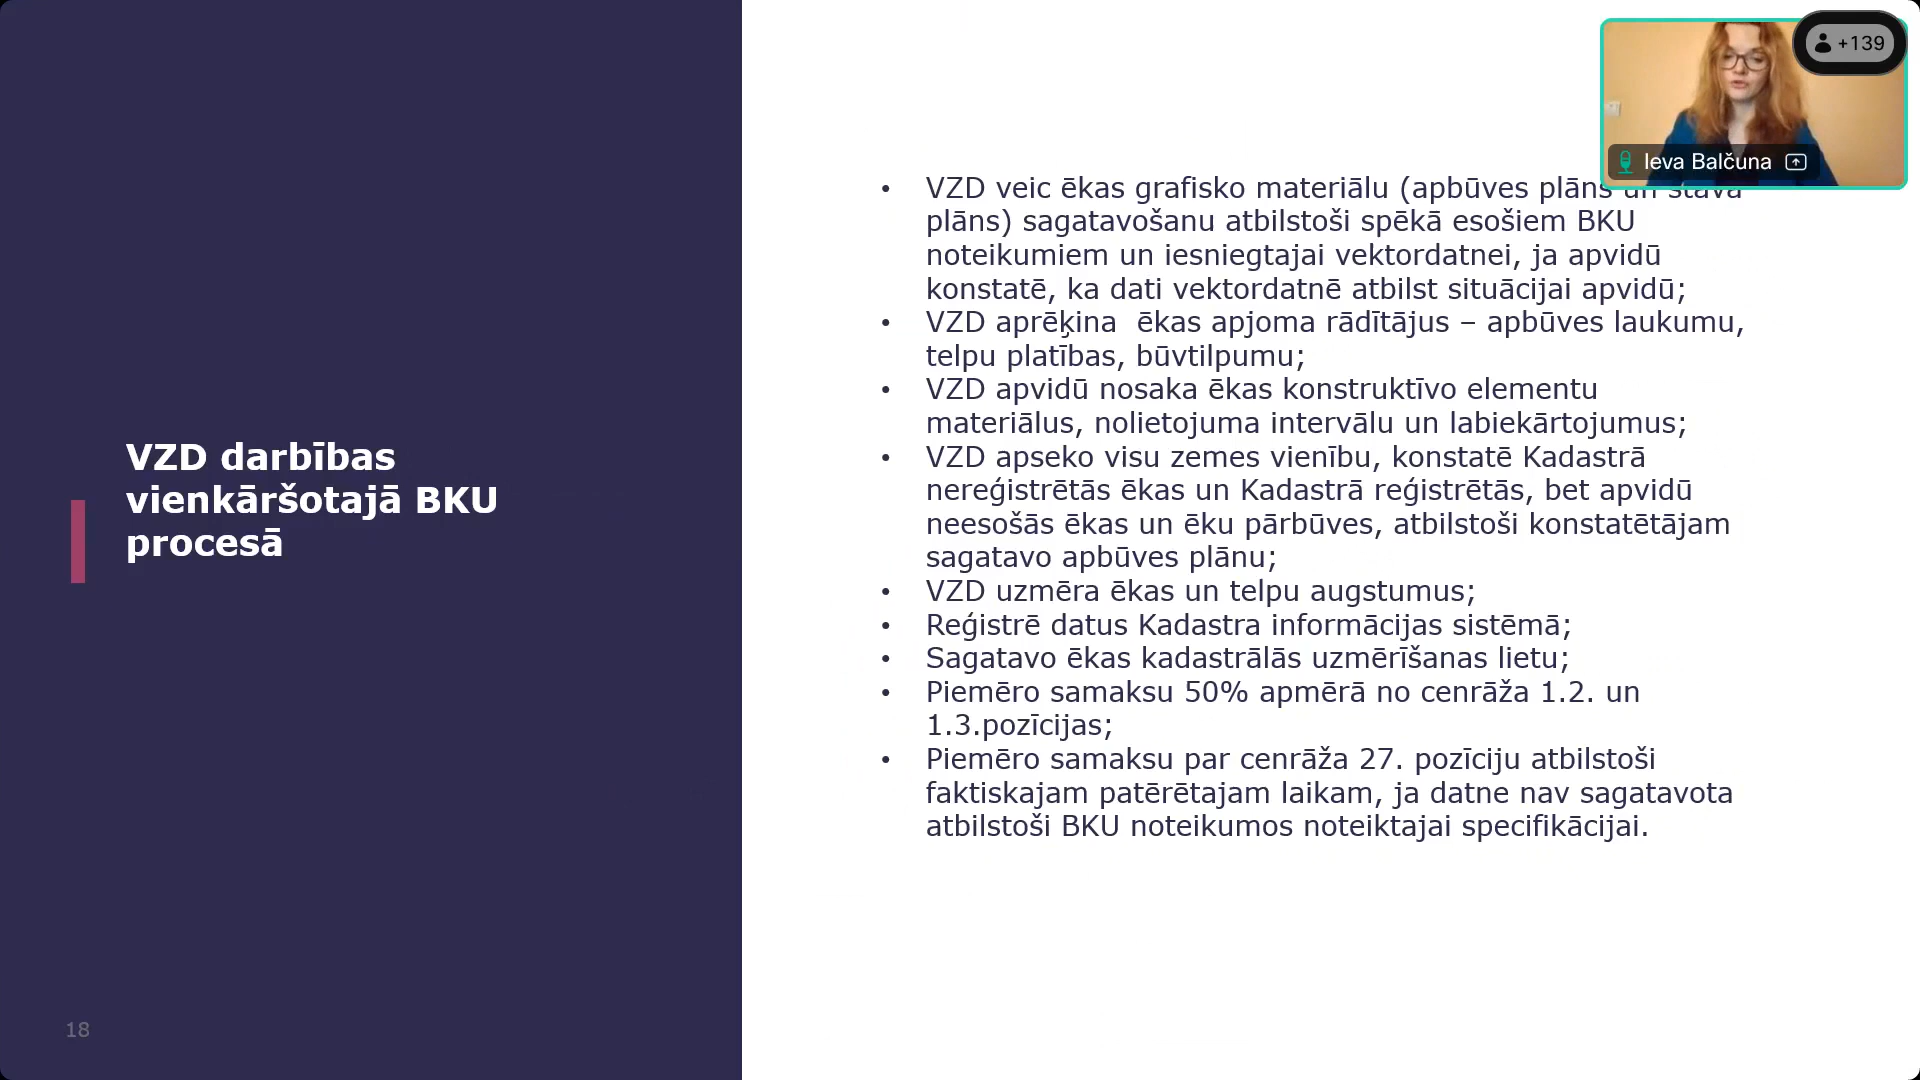 VZD darbības
vienkāršotajā BKU
procesā
18
+139
Ieva Balčuna
• VZD veic ēkas grafisko materiālu (apbūves plāns un stāva
plāns) sagatavošanu atbilstoši spēkā esošiem BKU
noteikumiem un iesniegtajai vektordatnei, ja apvidū
konstatē, ka dati vektordatnē atbilst situācijai apvidū;
• VZD aprēķina  ēkas apjoma rādītājus – apbūves laukumu,
telpu platības, būvtilpumu;
• VZD apvidū nosaka ēkas konstruktīvo elementu
materiālus, nolietojuma intervālu un labiekārtojumus;
• VZD apseko visu zemes vienību, konstatē Kadastrā
nereģistrētās ēkas un Kadastrā reģistrētās, bet apvidū
neesošās ēkas un ēku pārbūves, atbilstoši konstatētājam
sagatavo apbūves plānu;
• VZD uzmēra ēkas un telpu augstumus;
• Reģistrē datus Kadastra informācijas sistēmā;
• Sagatavo ēkas kadastrālās uzmērīšanas lietu;
• Piemēro samaksu 50% apmērā no cenrāža 1.2. un
1.3.pozīcijas;
• Piemēro samaksu par cenrāža 27. pozīciju atbilstoši
faktiskajam patērētajam laikam, ja datne nav sagatavota
atbilstoši BKU noteikumos noteiktajai specifikācijai.